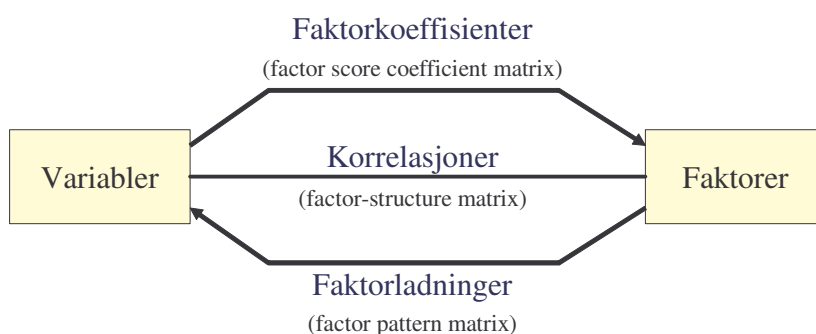 Faktorkoeffisienter
(factor score coefficient matrix)
Variabler
Korrelasjoner
(factor-structure matrix)
Faktorer
Faktorladninger
(factor pattern matrix)